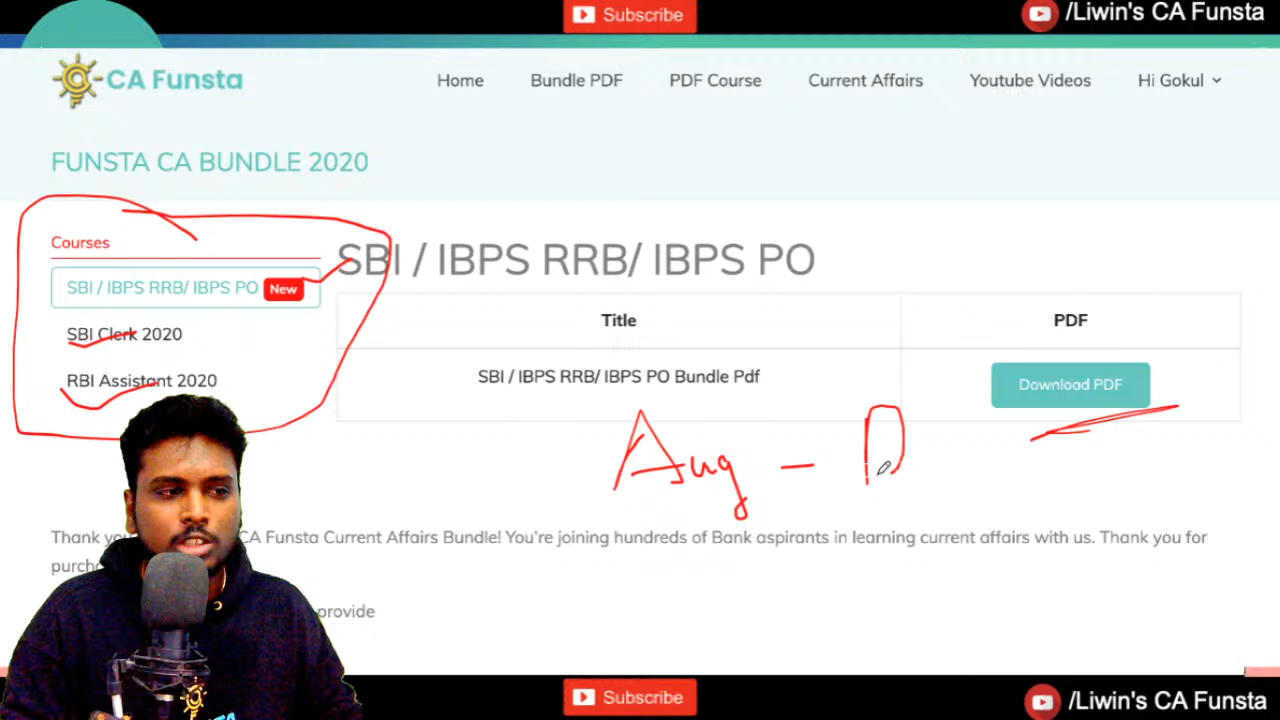 Subscribe
/Liwin's CA Funsta
CA Funsta
Home Bundle PDF PDF Course Current Affairs Youtube Videos Hi Gokul
FUNSTA CA BUNDLE 2020
Courses
SBI / IBPS RRB/ IBPS PO New
SBI Clerk 2020
RBI Assistant 2020
SBI / IBPS RRB/ IBPS PO
Title PDF
SBI / IBPS RRB/ IBPS PO Bundle Pdf Download PDF
Aug - D
Thank CA Funsta Current Affairs Bundle! You're joining hundreds of Bank aspirants in learning current affairs with us. Thank you for
provide
Subscribe
/Liwin's CA Funsta